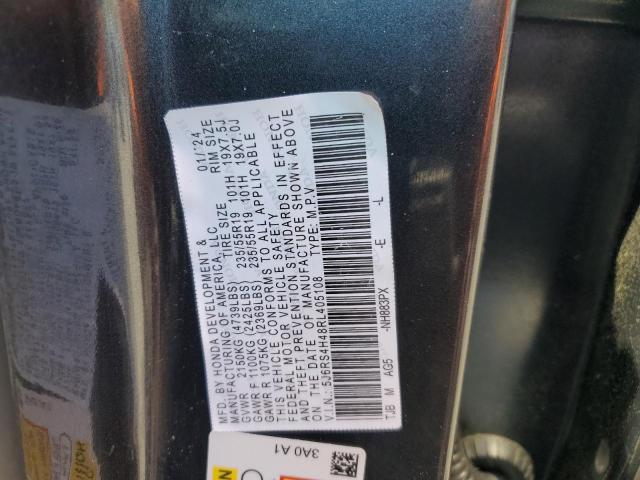 MFD. BY HONDA DEVELOPMENT &
MANUFACTURING OF AMERICA, LLC 01/'24
GVWR 2150KG (4739LBS) TIRE SIZE RIM SIZE
GAWR F 1100KG (2425LBS) 235/55R19 101H 19X7.5J
GAWR R 1075KG (2369LBS) 235/55R19 101H 19X7.0J
THIS VEHICLE CONFORMS TO ALL APPLICABLE
FEDERAL MOTOR VEHICLE SAFETY
AND THEFT PREVENTION STANDARDS IN EFFECT
ON THE DATE OF MANUFACTURE SHOWN ABOVE
V.I.N.: 5J6RS4H48RL405108 TYPE: M.P.V
TJB M AG5 -NH883PX -E -L
3A0 A1